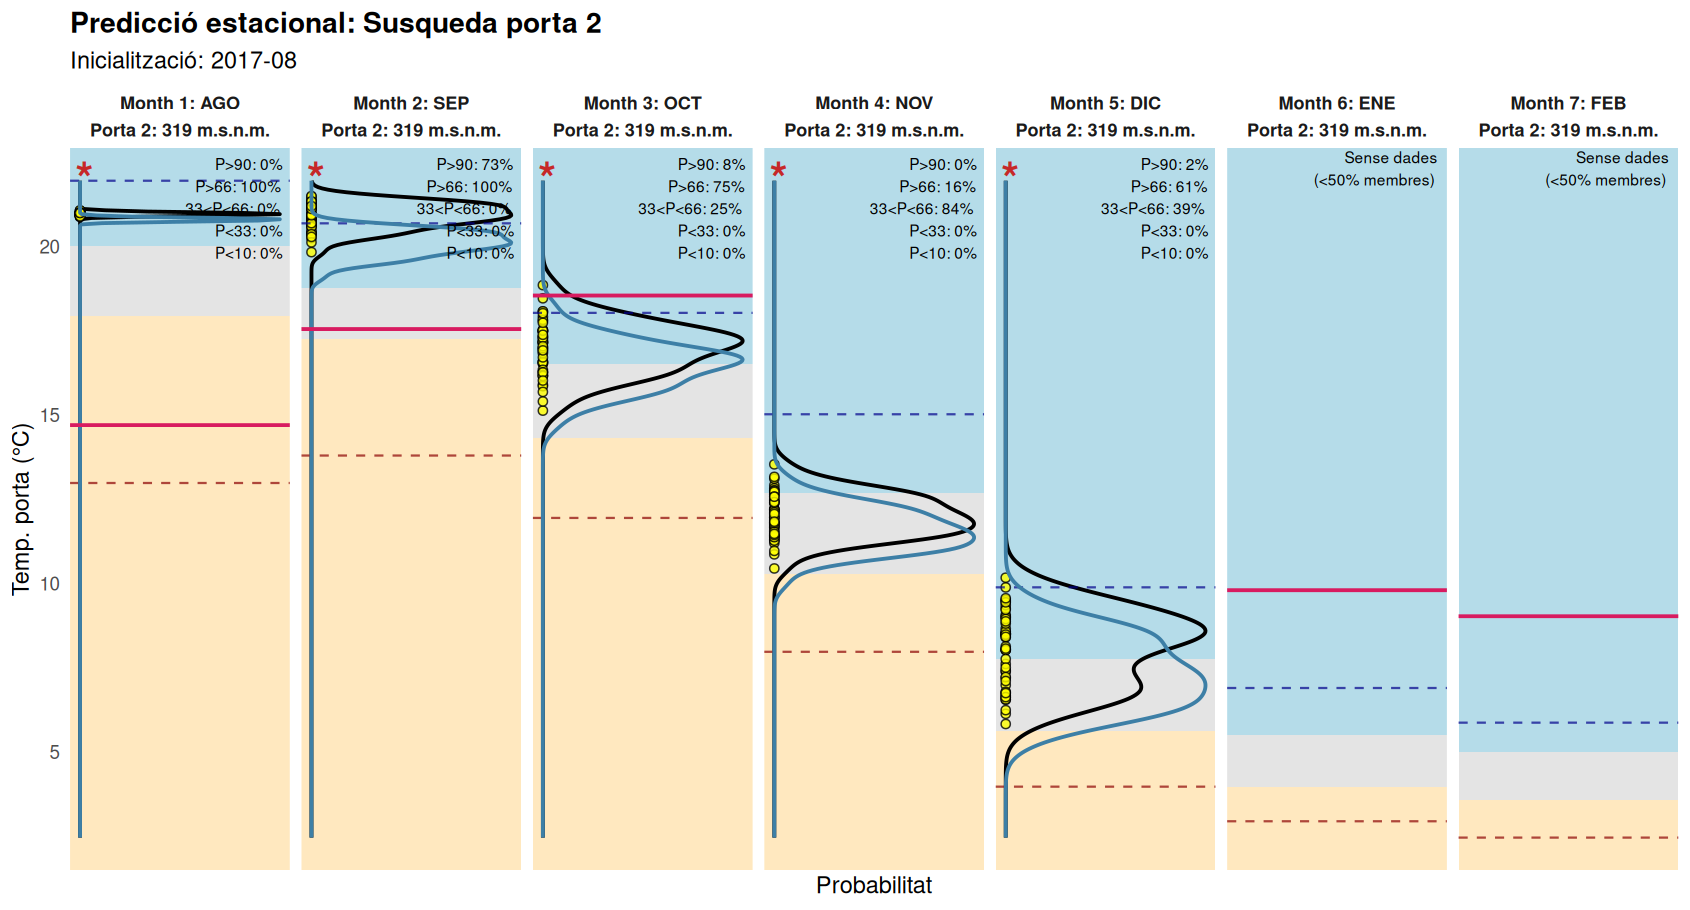 Predicció estacional: Susqueda porta 2
Inicialització: 2017-08
Month 1: AGO
Porta 2: 319 m.s.n.m.
Month 2: SEP
Porta 2: 319 m.s.n.m.
Month 3: OCT
Porta 2: 319 m.s.n.m.
Month 4: NOV
Porta 2: 319 m.s.n.m.
Month 5: DIC
Porta 2: 319 m.s.n.m.
Month 6: ENE
Porta 2: 319 m.s.n.m.
Month 7: FEB
Porta 2: 319 m.s.n.m.
*
P>90: 0%
P>66: 100%
33<P<66: 0%
P<33: 0%
P<10: 0%
*
P>90: 73%
P>66: 100%
33<P<66: 0%
P<33: 0%
P<10: 0%
*
P>90: 8%
P>66: 75%
33<P<66: 25%
P<33: 0%
P<10: 0%
*
P>90: 0%
P>66: 16%
33<P<66: 84%
P<33: 0%
P<10: 0%
*
P>90: 2%
P>66: 61%
33<P<66: 39%
P<33: 0%
P<10: 0%
Sense dades
(<50% membres)
Sense dades
(<50% membres)
20
15
10
5
Temp. porta (°C)
Probabilitat